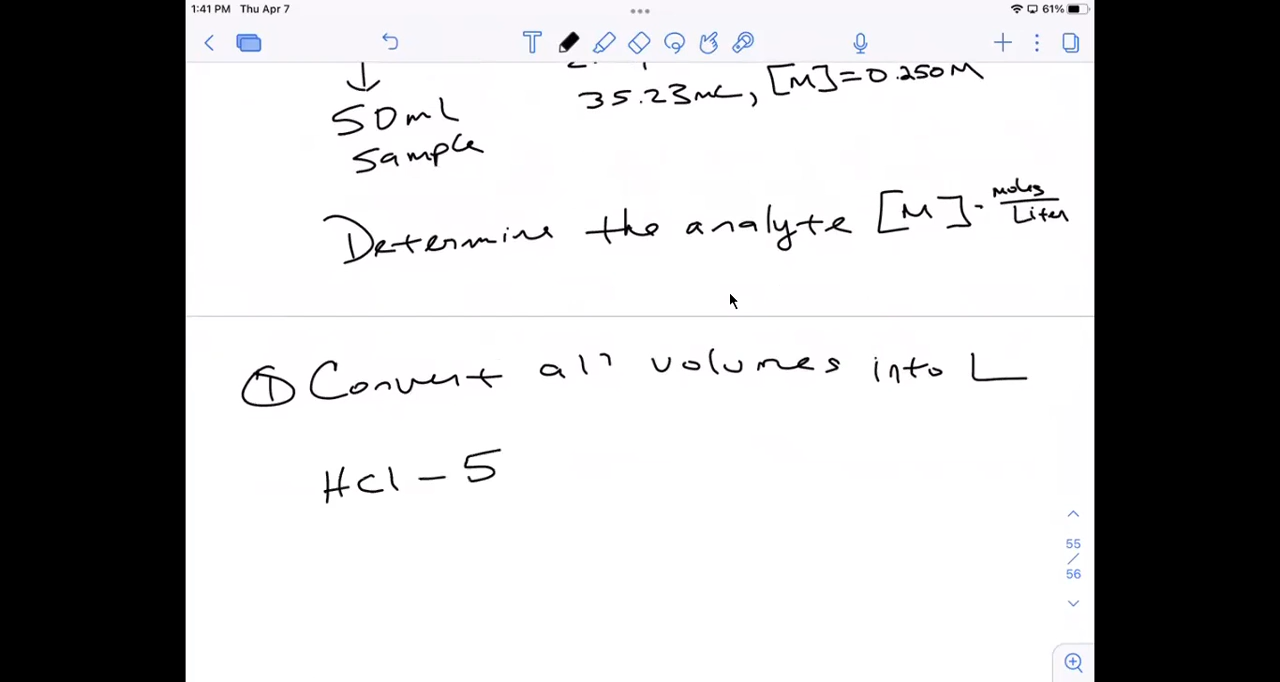 1:41 PM Thu Apr 7
61%
35.23mL, [M]=0.250M
50ml
Sample
Determine the analyte [M] - moles
Liter
① Convert all volumes into L
HCl - 5
55
/
56